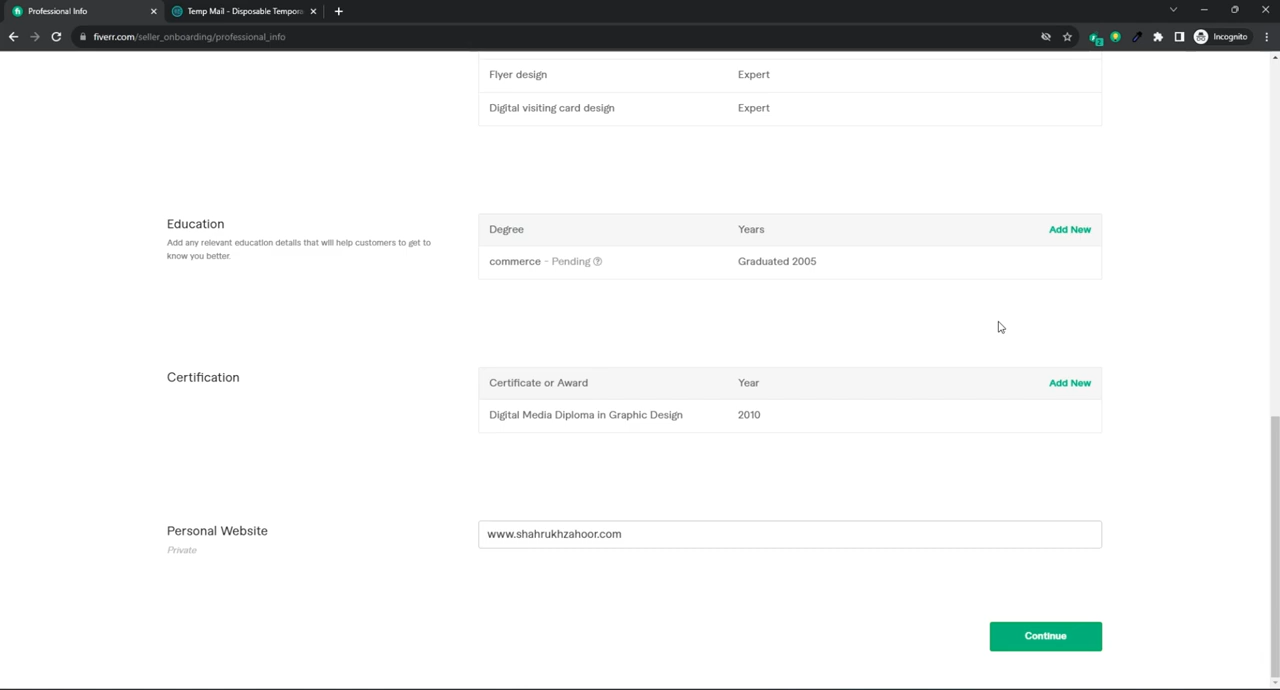 Professional Info
Temp Mail - Disposable Tempora
fiverr.com/seller_onboarding/professional_info
2
Incognito
Flyer design Expert
Digital visiting card design Expert
Education
Add any relevant education details that will help customers to get to
know you better.
Degree Years Add New
commerce - Pending Graduated 2005
Certification
Certificate or Award Year Add New
Digital Media Diploma in Graphic Design 2010
Personal Website
Private
www.shahrukhzahoor.com
Continue